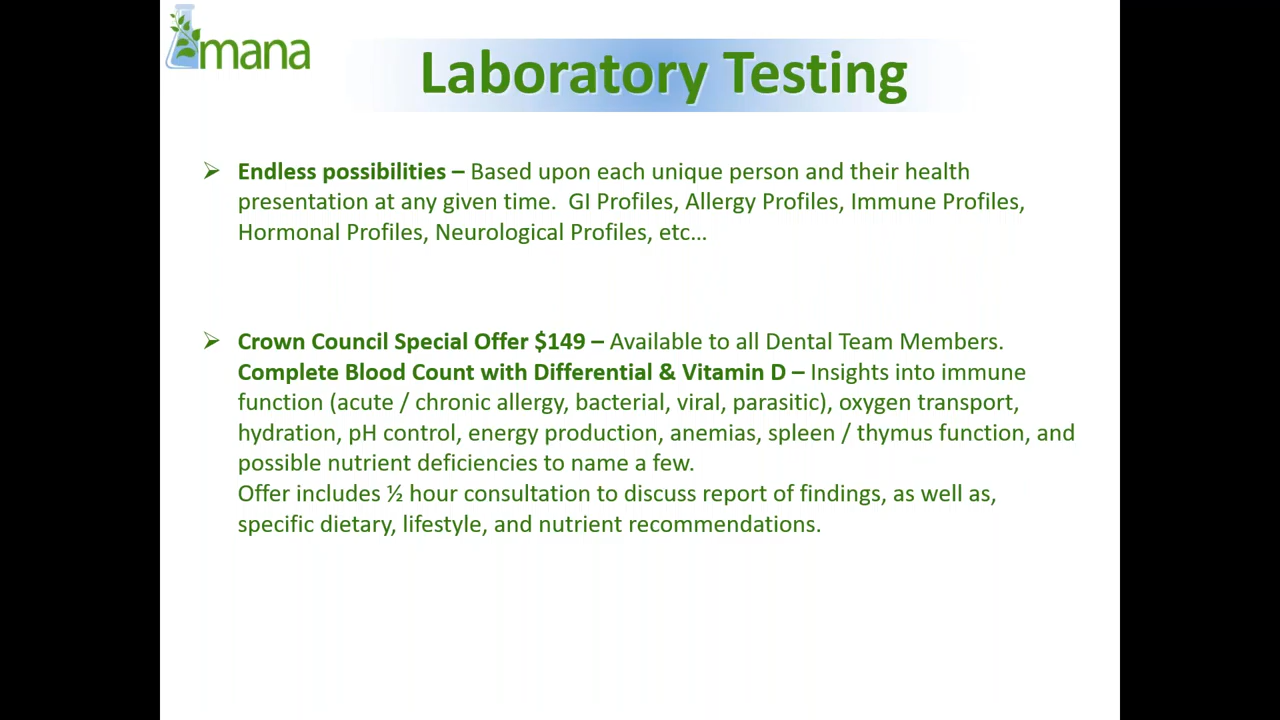 mana
Laboratory Testing
➢ Endless possibilities – Based upon each unique person and their health
presentation at any given time.  GI Profiles, Allergy Profiles, Immune Profiles,
Hormonal Profiles, Neurological Profiles, etc…
➢ Crown Council Special Offer $149 – Available to all Dental Team Members.
Complete Blood Count with Differential & Vitamin D – Insights into immune
function (acute / chronic allergy, bacterial, viral, parasitic), oxygen transport,
hydration, pH control, energy production, anemias, spleen / thymus function, and
possible nutrient deficiencies to name a few.
Offer includes ½ hour consultation to discuss report of findings, as well as,
specific dietary, lifestyle, and nutrient recommendations.